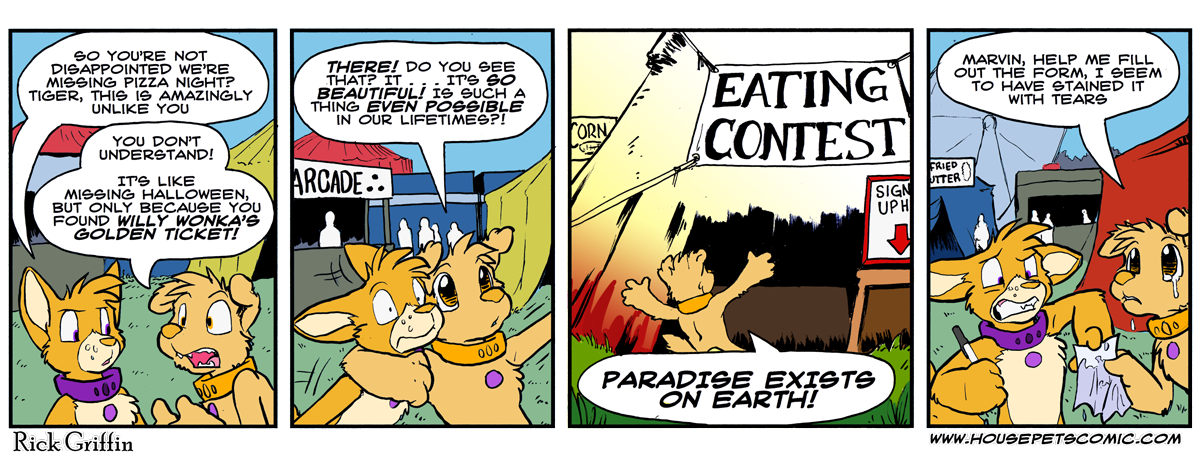 SO YOU'RE NOT
DISAPPOINTED WE'RE
MISSING PIZZA NIGHT?
TIGER, THIS IS AMAZINGLY
UNLIKE YOU
YOU DON'T
UNDERSTAND!
IT'S LIKE
MISSING HALLOWEEN,
BUT ONLY BECAUSE YOU
FOUND WILLY WONKA'S
GOLDEN TICKET!
THERE! DO YOU SEE
THAT? IT . . . IT'S SO
BEAUTIFUL! IS SUCH A
THING EVEN POSSIBLE
IN OUR LIFETIMES?!
ARCADE
CORN
EATING
CONTEST
SIGN
UP H
PARADISE EXISTS
ON EARTH!
MARVIN, HELP ME FILL
OUT THE FORM, I SEEM
TO HAVE STAINED IT
WITH TEARS
FRIED
UTTER
Rick Griffin
WWW.HOUSEPETSCOMIC.COM